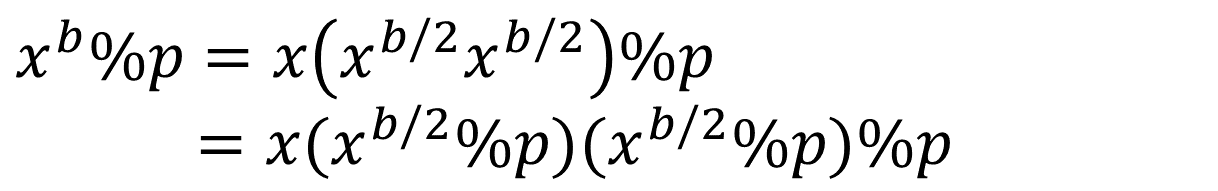 x^b%p = x(x^{b/2}x^{b/2})%p
= x(x^{b/2}%p)(x^{b/2}%p)%p